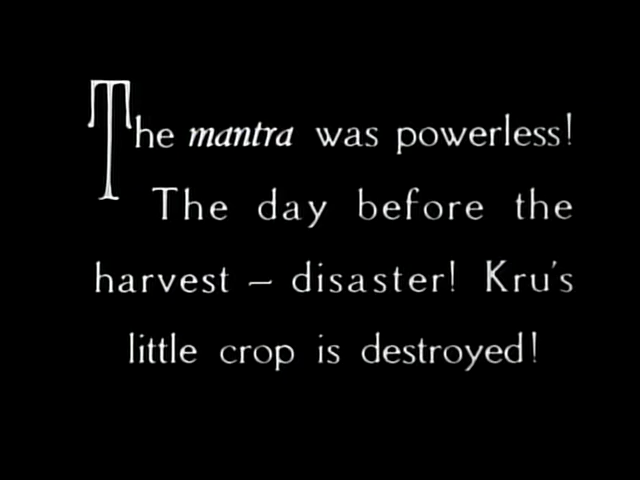 The mantra was powerless!
The day before the
harvest – disaster! Kru's
little crop is destroyed!